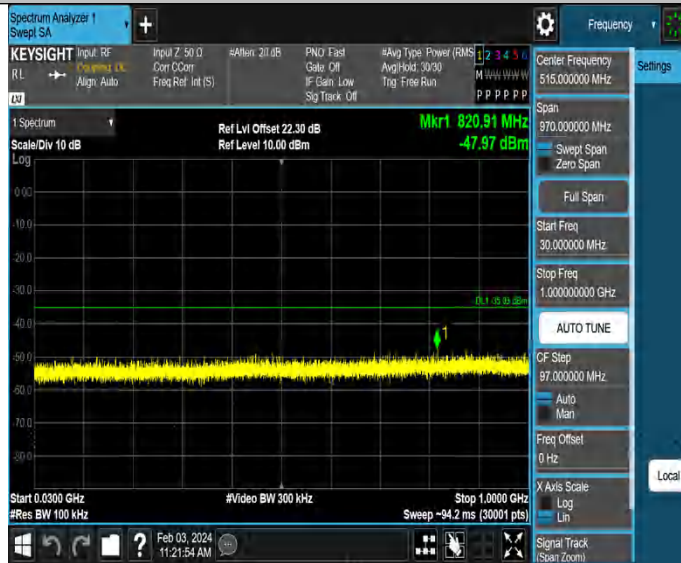 Spectrum Analyzer 1
Swept SA
Frequency
KEYSIGHT
RL
Input: RF
Coupling: DC
Align: Auto
Input Z: 50 Ω
Corr CCorr
Freq Ref: Int (S)
#Atten: 20 dB
PNO: Fast
Gate: Off
IF Gain: Low
Sig Track: Off
#Avg Type: Power (RMS
Avg|Hold: 30/30
Trig: Free Run
1 2 3 4 5 6
M W W W W W
P P P P P P
LXI
1 Spectrum
Scale/Div 10 dB
Log
Ref Lvl Offset 22.30 dB
Ref Level 10.00 dBm
Mkr1 820.91 MHz
-47.97 dBm
0.00
-10.0
-20.0
-30.0
-40.0
-50.0
-60.0
-70.0
-80.0
1
Start 0.0300 GHz
#Res BW 100 kHz
#Video BW 300 kHz
Stop 1.0000 GHz
Sweep ~94.2 ms (30001 pts)
Feb 03, 2024
11:21:54 AM
Center Frequency
515.000000 MHz
Span
970.000000 MHz
Swept Span
Zero Span
Full Span
Start Freq
30.000000 MHz
Stop Freq
1.000000000 GHz
AUTO TUNE
CF Step
97.000000 MHz
Auto
Man
Freq Offset
0 Hz
X Axis Scale
Log
Lin
Signal Track
(Span Zoom)
Settings
Local